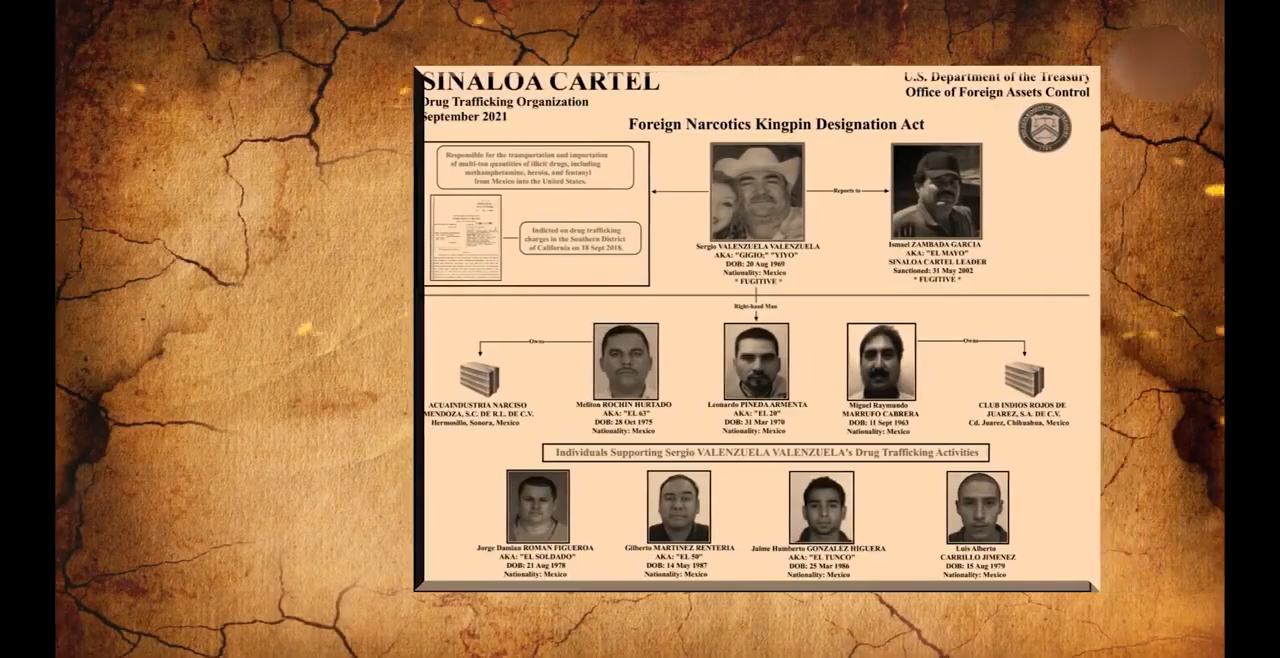 SINALOA CARTEL
Drug Trafficking Organization
September 2021
U.S. Department of the Treasury
Office of Foreign Assets Control
Foreign Narcotics Kingpin Designation Act
Responsible for the transportation and importation
of multi-ton quantities of illicit drugs, including
methamphetamine, heroin, and fentanyl
from Mexico into the United States.
Indicted on drug trafficking
charges in the Southern District
of California on 18 Sept 2018.
Reports to
Sergio VALENZUELA VALENZUELA
AKA: "GIGIO;" "YIYO"
DOB: 20 Aug 1969
Nationality: Mexico
* FUGITIVE *
Ismael ZAMBADA GARCIA
AKA: "EL MAYO"
SINALOA CARTEL LEADER
Sanctioned: 31 May 2002
* FUGITIVE *
Right-hand Man
Owns
Owns
ACUAINDUSTRIA NARCISO
MENDOZA, S.C. DE R.L. DE C.V.
Hermosillo, Sonora, Mexico
Meliton ROCHIN HURTADO
AKA: "EL 63"
DOB: 28 Oct 1975
Nationality: Mexico
Leonardo PINEDA ARMENTA
AKA: "EL 20"
DOB: 31 Mar 1970
Nationality: Mexico
Miguel Raymundo
MARRUFO CABRERA
DOB: 11 Sept 1963
Nationality: Mexico
CLUB INDIOS ROJOS DE
JUAREZ, S.A. DE C.V.
Cd. Juarez, Chihuahua, Mexico
Individuals Supporting Sergio VALENZUELA VALENZUELA's Drug Trafficking Activities
Jorge Damian ROMAN FIGUEROA
AKA: "EL SOLDADO"
DOB: 21 Aug 1978
Nationality: Mexico
Gilberto MARTINEZ RENTERIA
AKA: "EL 50"
DOB: 14 May 1987
Nationality: Mexico
Jaime Humberto GONZALEZ HIGUERA
AKA: "EL TUNCO"
DOB: 25 Mar 1986
Nationality: Mexico
Luis Alberto
CARRILLO JIMENEZ
DOB: 15 Aug 1979
Nationality: Mexico